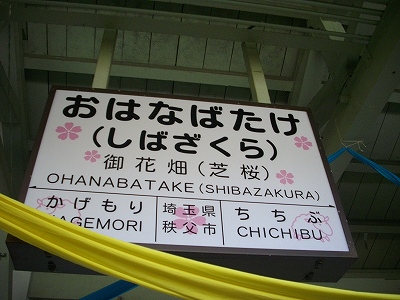 おはなばたけ
(しばざくら)
御花畑(芝桜)
OHANABATAKE(SHIBAZAKURA)
かげもり 埼玉県 ちちぶ
KAGEMORI 秩父市 CHICHIBU